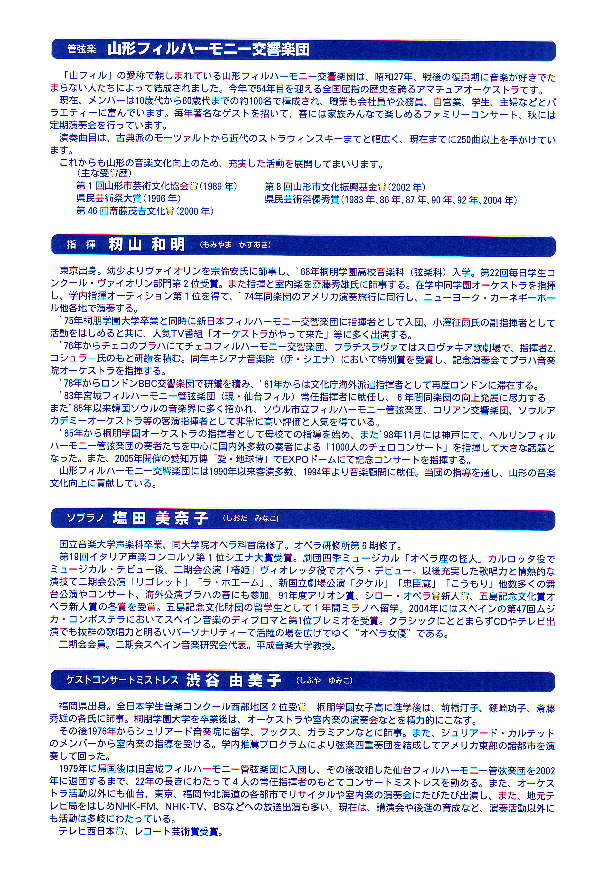 管弦楽 山形フィルハーモニー交響楽団
「山フィル」の愛称で親しまれている山形フィルハーモニー交響楽団は、昭和27年、戦後の復興期に音楽が好きでた
まらない人たちによって結成されました。今年で54年目を迎える全国屈指の歴史を誇るアマチュアオーケストラです。
現在、メンバーは10歳代から80歳代までの約100名で構成され、職業も会社員や公務員、自営業、学生、主婦などとバ
ラエティーに富んでいます。毎年著名なゲストを招いて、春には家族みんなで楽しめるファミリーコンサート、秋には
定期演奏会を行っています。
演奏曲目は、古典派のモーツァルトから近代のストラヴィンスキーまでと幅広く、現在までに250曲以上を手がけてい
ます。
これからも山形の音楽文化向上のため、充実した活動を展開してまいります。
(主な受賞歴)
第1回山形市芸術文化協会賞(1989年) 第8回山形市文化振興基金賞(2002年)
県民芸術祭大賞(1996年) 県民芸術祭優秀賞(1983年、86年、87年、90年、92年、2004年)
第46回斎藤茂吉文化賞(2000年)
指 揮 籾山 和明 (もみやま かずあき)
東京出身。幼少よりヴァイオリンを宗倫安氏に師事し、'68年桐朋学園高校音楽科（弦楽科）入学。第22回毎日学生コ
ンクール・ヴァイオリン部門第2位受賞。また指揮と室内楽を斎藤秀雄氏に師事する。在学中同学園オーケストラを指揮
し、学内指揮オーディション第1位を得て、'74年同楽団のアメリカ演奏旅行に同行し、ニューヨーク・カーネギーホー
ル他各地で演奏する。
'75年桐朋学園大学卒業と同時に新日本フィルハーモニー交響楽団に指揮者として入団、小澤征爾氏の副指揮者として
活動をはじめると共に、人気TV番組「オーケストラがやって来た」等に多く出演する。
'76年からチェコのプラハにてチェコフィルハーモニー交響楽団、ブラチスラヴァではスロヴァキア歌劇場で、指揮者Z.
コシュラー氏のもと研鑽を積む。同年キジアナ音楽院（伊・シエナ）において特別賞を受賞し、記念演奏会でプラハ音楽
院オーケストラを指揮する。
'78年からロンドンBBC交響楽団で研鑽を積み、'81年からは文化庁海外派遣指揮者として再度ロンドンに滞在する。
'83年宮城フィルハーモニー管弦楽団（現・仙台フィル）常任指揮者に就任し、6年間同楽団の向上発展に尽力する。
また'85年以来韓国ソウルの音楽界に多く招かれ、ソウル市立フィルハーモニー管弦楽団、コリアン交響楽団、ソウルア
カデミーオーケストラ等の客演指揮者として非常に高い評価と人気を得ている。
'85年から桐朋学園オーケストラの指揮者として母校での指導を始め、また'98年11月には神戸にて、ベルリンフィル
ハーモニー管弦楽団の奏者たちを中心に国内外多数の奏者による「1000人のチェロコンサート」を指揮して大きな話題と
なった。また、2005年開催の愛知万博「愛・地球博」でEXPOドームにて記念コンサートを指揮する。
山形フィルハーモニー交響楽団には1990年以来客演多数、1994年より音楽顧問に就任。当団の指導を通し、山形の音楽
文化向上に貢献している。
ソプラノ 塩田 美奈子 (しおだ みなこ)
国立音楽大学声楽科卒業、同大学院オペラ科首席修了。オペラ研修所第6期修了。
第19回イタリア声楽コンコルソ第1位シエナ大賞受賞。劇団四季ミュージカル「オペラ座の怪人」カルロッタ役で
ミュージカル・デビュー後、二期会公演「椿姫」ヴィオレッタ役でオペラ・デビュー。以後充実した歌唱力と情熱的な
演技で二期会公演「リゴレット」「ラ・ボエーム」、新国立劇場公演「タケル」「忠臣蔵」「こうもり」他数多くの舞
台公演やコンサート、海外公演プラハの春にも参加。91年度アリオン賞、ジロー・オペラ賞新人賞、五島記念文化賞オ
ペラ新人賞の各賞を受賞。五島記念文化財団の留学生として1年間ミラノへ留学。2004年にはスペインの第47回ムジ
カ・コンポステラにおいてスペイン音楽のディプロマと第1位プレミオを受賞。クラシックにとどまらずCDやテレビ出
演でも抜群の歌唱力と明るいパーソナリティーで活躍の場を広げてゆく“オペラ女優”である。
二期会会員。二期会スペイン音楽研究会代表。平成音楽大学教授。
ゲストコンサートミストレス 渋谷 由美子 (しぶや ゆみこ)
福岡県出身。全日本学生音楽コンクール西部地区2位受賞。桐朋学園女子高に進学後は、前橋汀子、篠崎功子、斎藤
秀雄の各氏に師事。桐朋学園大学を卒業後は、オーケストラや室内楽の演奏会などを精力的にこなす。
その後1976年からジュリアード音楽院に留学、フックス、ガラミアンなどに師事。また、ジュリアード・カルテット
のメンバーから室内楽の指導を受ける。学内推薦プログラムにより弦楽四重奏団を結成してアメリカ東部の諸都市を演
奏して回った。
1979年に帰国後は旧宮城フィルハーモニー管弦楽団に入団し、その後改組した仙台フィルハーモニー管弦楽団を2002
年に退団するまで、22年の長きにわたって4人の常任指揮者のもとでコンサートミストレスを勤める。また、オーケス
トラ活動以外にも仙台、東京、福岡や北海道の各都市でリサイタルや室内楽の演奏会にたびたび出演し、また、地元テ
レビ局をはじめNHK-FM、NHK-TV、BSなどへの放送出演も多い。現在は、講演会や後進の育成など、演奏活動以外に
も活動は多岐にわたっている。
テレビ西日本賞、レコード芸術賞受賞。